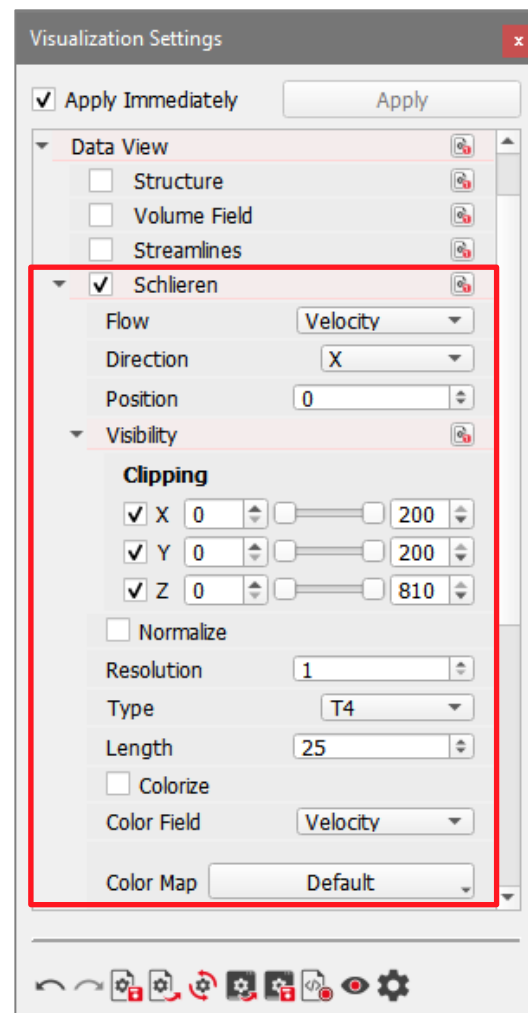 Visualization Settings x
Apply Immediately Apply
Data View
Structure
Volume Field
Streamlines
Schlieren
Flow Velocity
Direction X
Position 0
Visibility
Clipping
X 0 200
Y 0 200
Z 0 810
Normalize
Resolution 1
Type T4
Length 25
Colorize
Color Field Velocity
Color Map Default